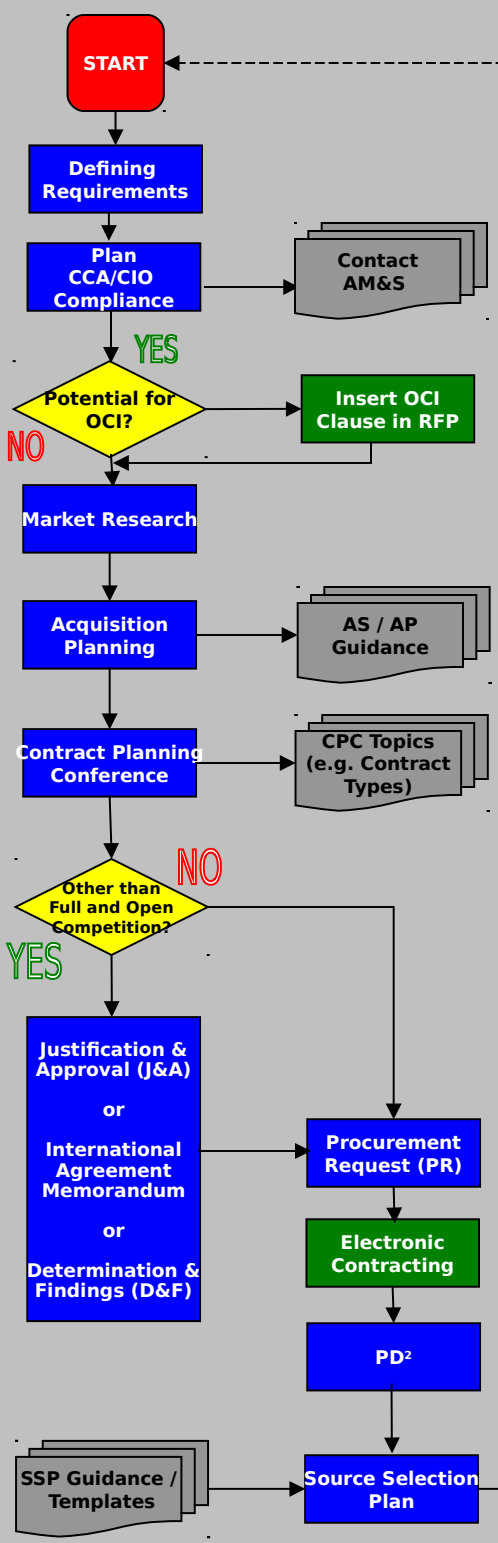 START
Defining
Requirements
Plan
CCA/CIO
Compliance
Contact
AM&S
YES
Potential for
OCI?
Insert OCI
Clause in RFP
NO
Market Research
Acquisition
Planning
AS / AP
Guidance
Contract Planning
Conference
CPC Topics
(e.g. Contract
Types)
NO
Other than
Full and Open
Competition?
YES
Justification &
Approval (J&A)
or
International
Agreement
Memorandum
or
Determination &
Findings (D&F)
Procurement
Request (PR)
Electronic
Contracting
PD²
SSP Guidance /
Templates
Source Selection
Plan